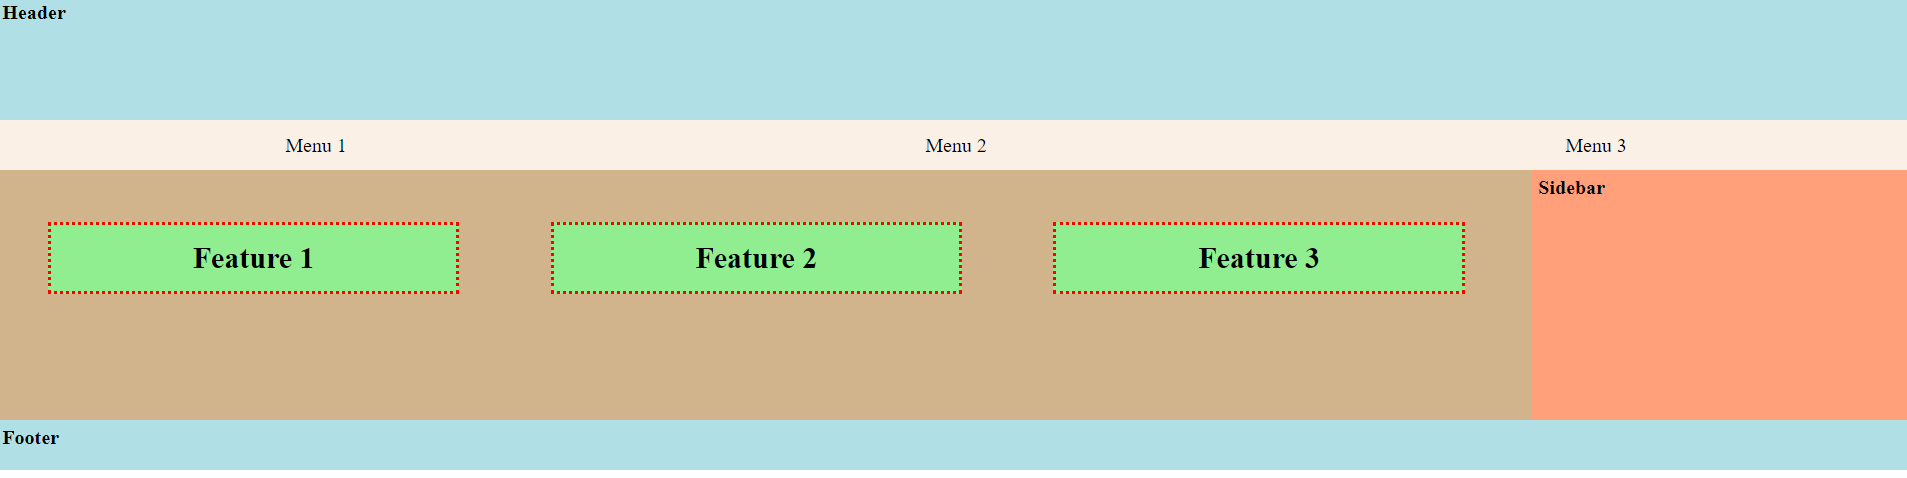 Header
Menu 1 Menu 2 Menu 3
Sidebar
Feature 1 Feature 2 Feature 3
Footer